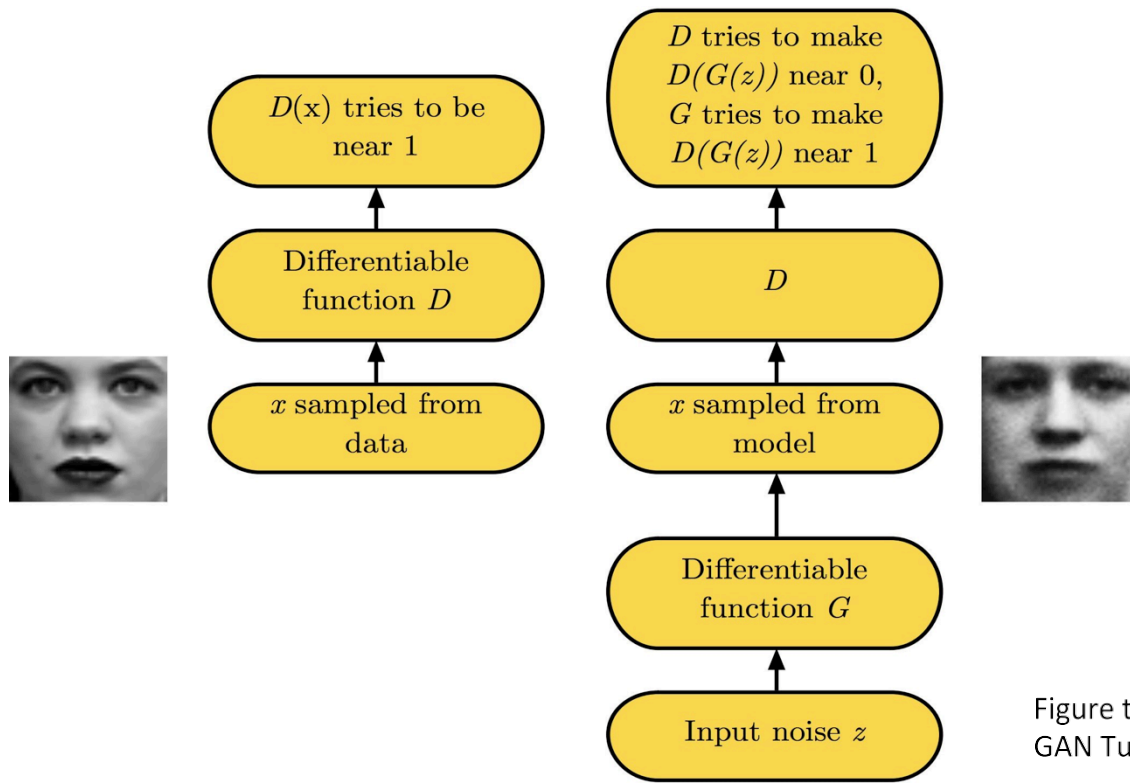 D(x) tries to be
near 1
Differentiable
function D
x sampled from
data
D tries to make
D(G(z)) near 0,
G tries to make
D(G(z)) near 1
D
x sampled from
model
Differentiable
function G
Input noise z
Figure
GAN